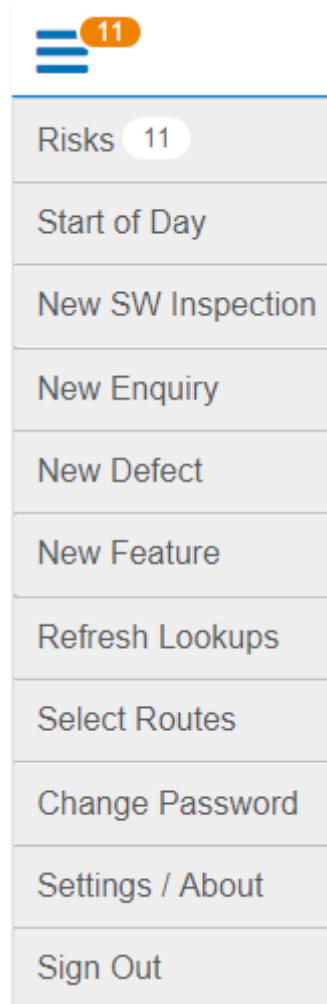 11
Risks 11
Start of Day
New SW Inspection
New Enquiry
New Defect
New Feature
Refresh Lookups
Select Routes
Change Password
Settings / About
Sign Out